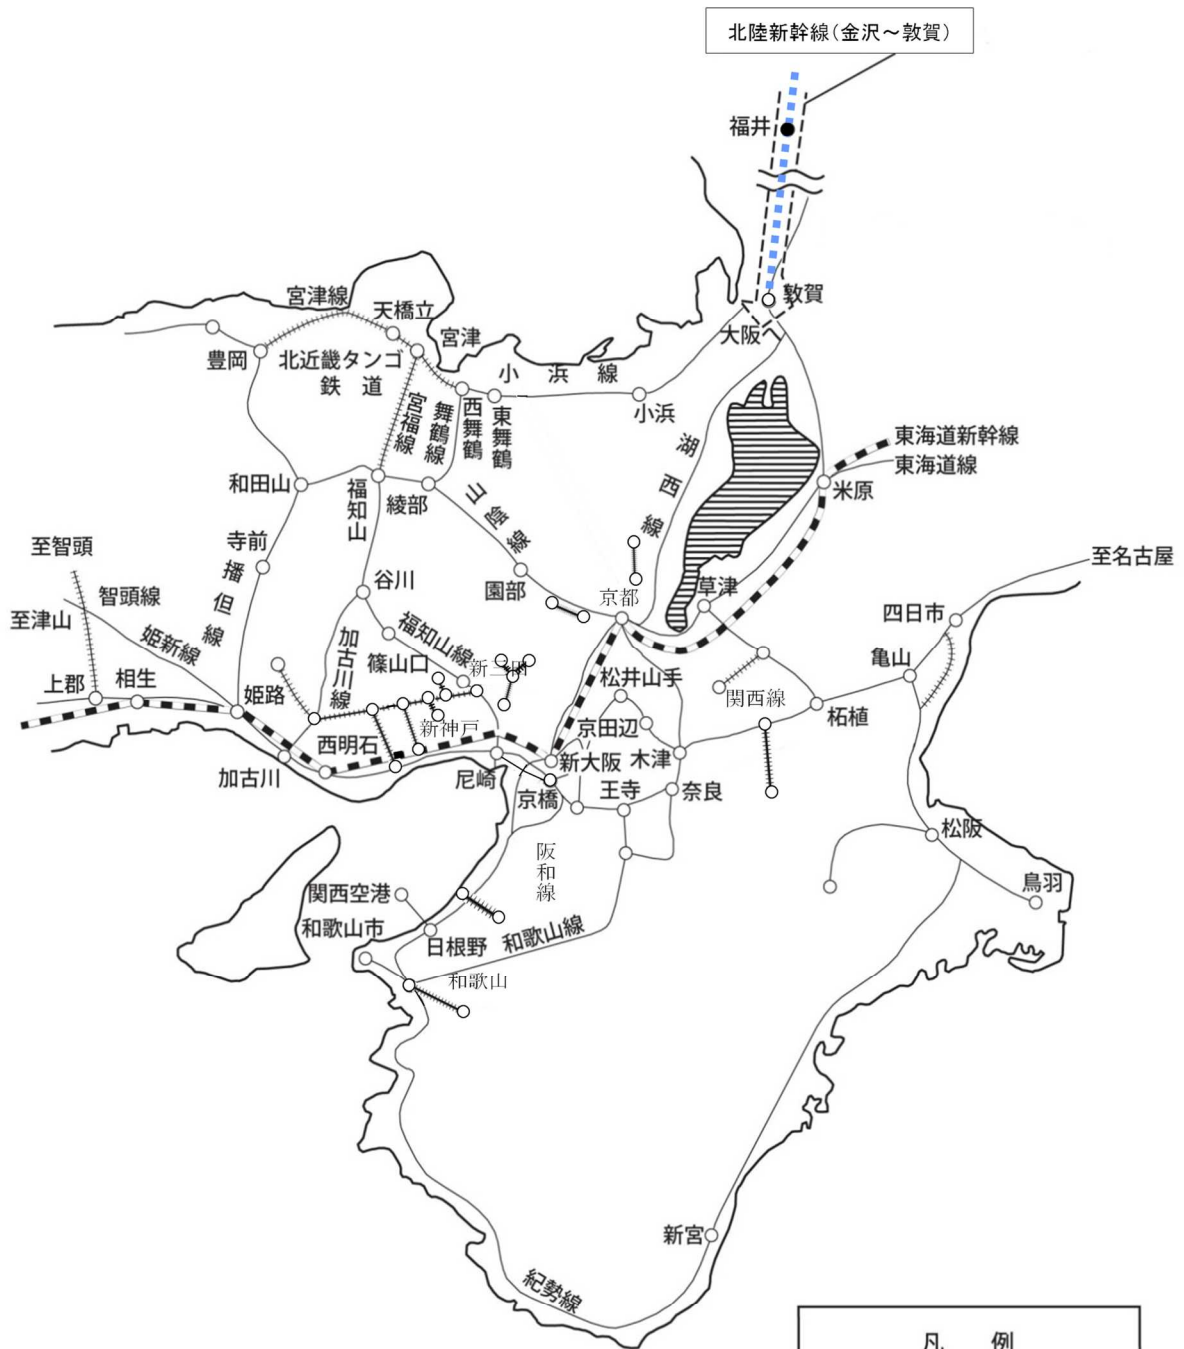 北陸新幹線（金沢～敦賀）
福井
敦賀
大阪
宮津線
天橋立
宮津
豊岡
北近畿タンゴ
鉄道
小浜線
小浜
宮福線
舞鶴線
西舞鶴
東舞鶴
湖西線
東海道新幹線
東海道線
米原
和田山
福知山
綾部
山陰線
至智頭
智頭線
至津山
姫新線
寺前
播但線
谷川
園部
京都
草津
至名古屋
四日市
亀山
加古川線
福知山線
篠山口
新三田
松井山手
関西線
柘植
上郡
相生
姫路
西明石
新神戸
京田辺
木津
新大阪
加古川
尼崎
京橋
王寺
奈良
松阪
阪和線
関西空港
和歌山市
日根野
和歌山線
鳥羽
和歌山
新宮
紀勢線
凡例